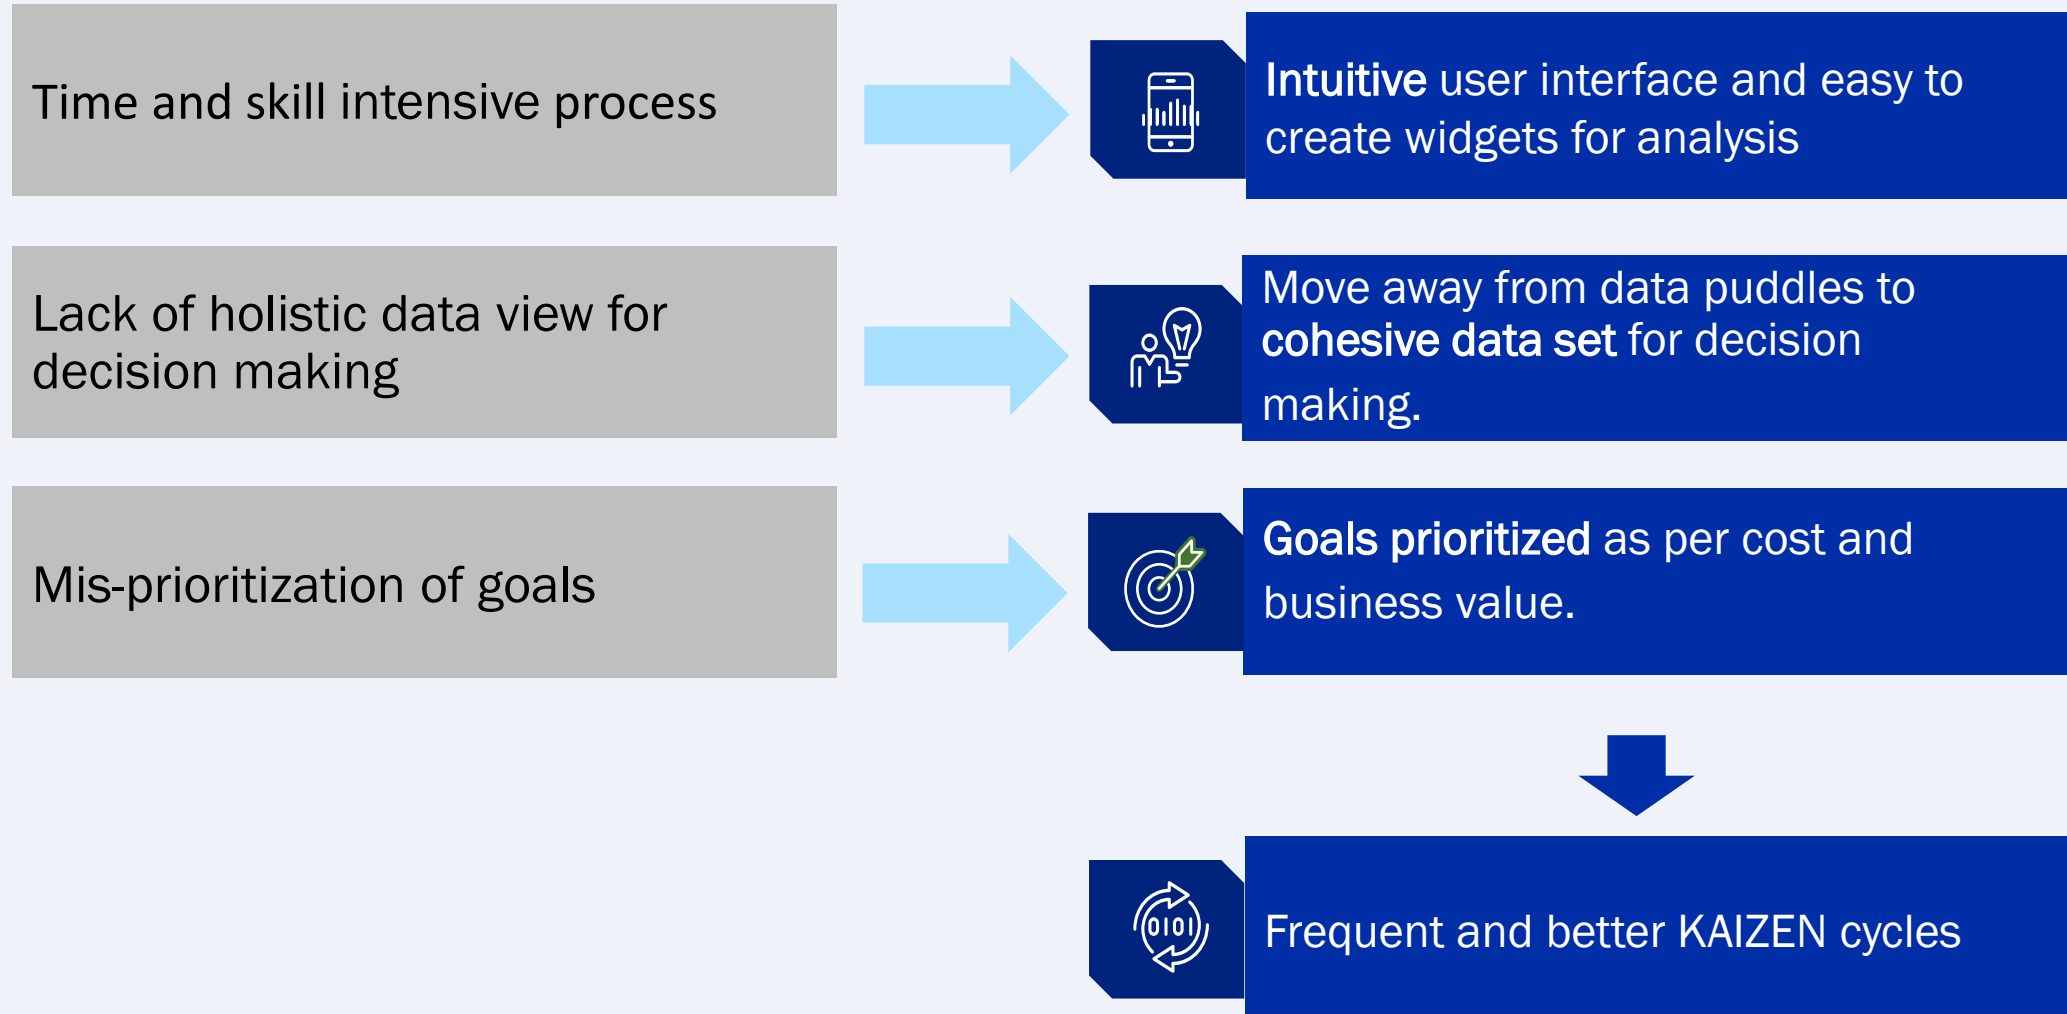 Time and skill intensive process
Intuitive user interface and easy to
create widgets for analysis
Lack of holistic data view for
decision making
Move away from data puddles to
cohesive data set for decision
making.
Mis-prioritization of goals
Goals prioritized as per cost and
business value.
0101
Frequent and better KAIZEN cycles